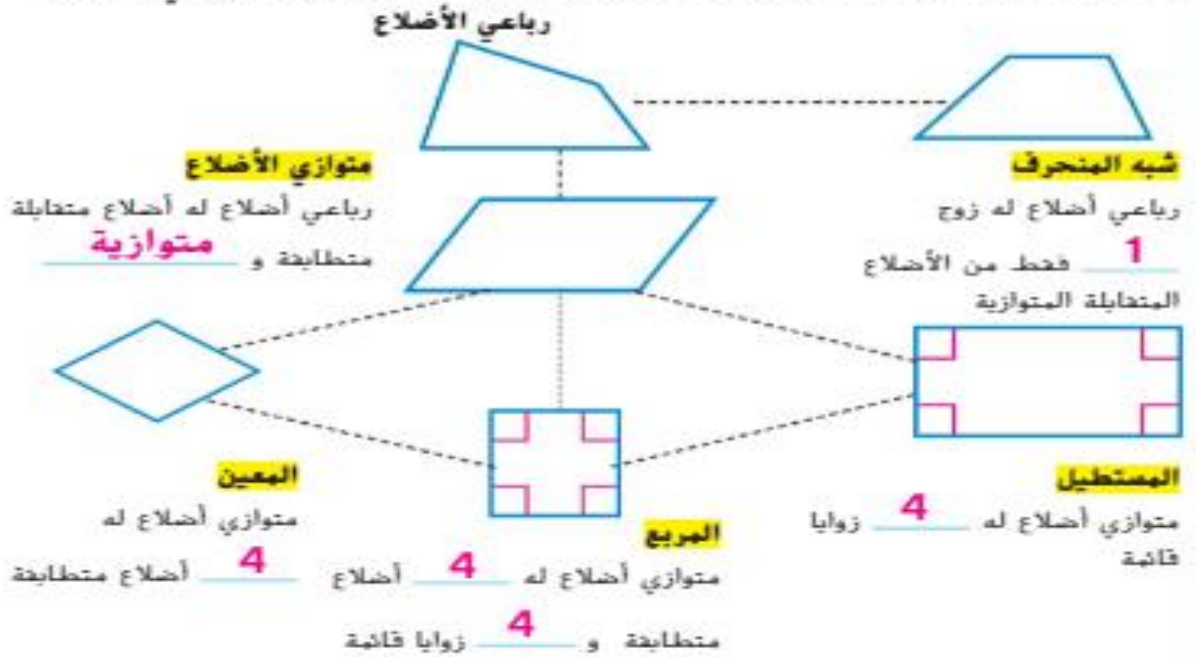 رباعي الأضلاع
شبه المنحرف
رباعي أضلاع له زوج
1 فقط من الأضلاع
المتقابلة المتوازية
متوازي الأضلاع
رباعي أضلاع له أضلاع متقابلة
متطابقة و متوازية
المستطيل
متوازي أضلاع له 4 زوايا
قائمة
المربع
متوازي أضلاع له 4 أضلاع
متطابقة و 4 زوايا قائمة
المعين
متوازي أضلاع له
4 أضلاع متطابقة